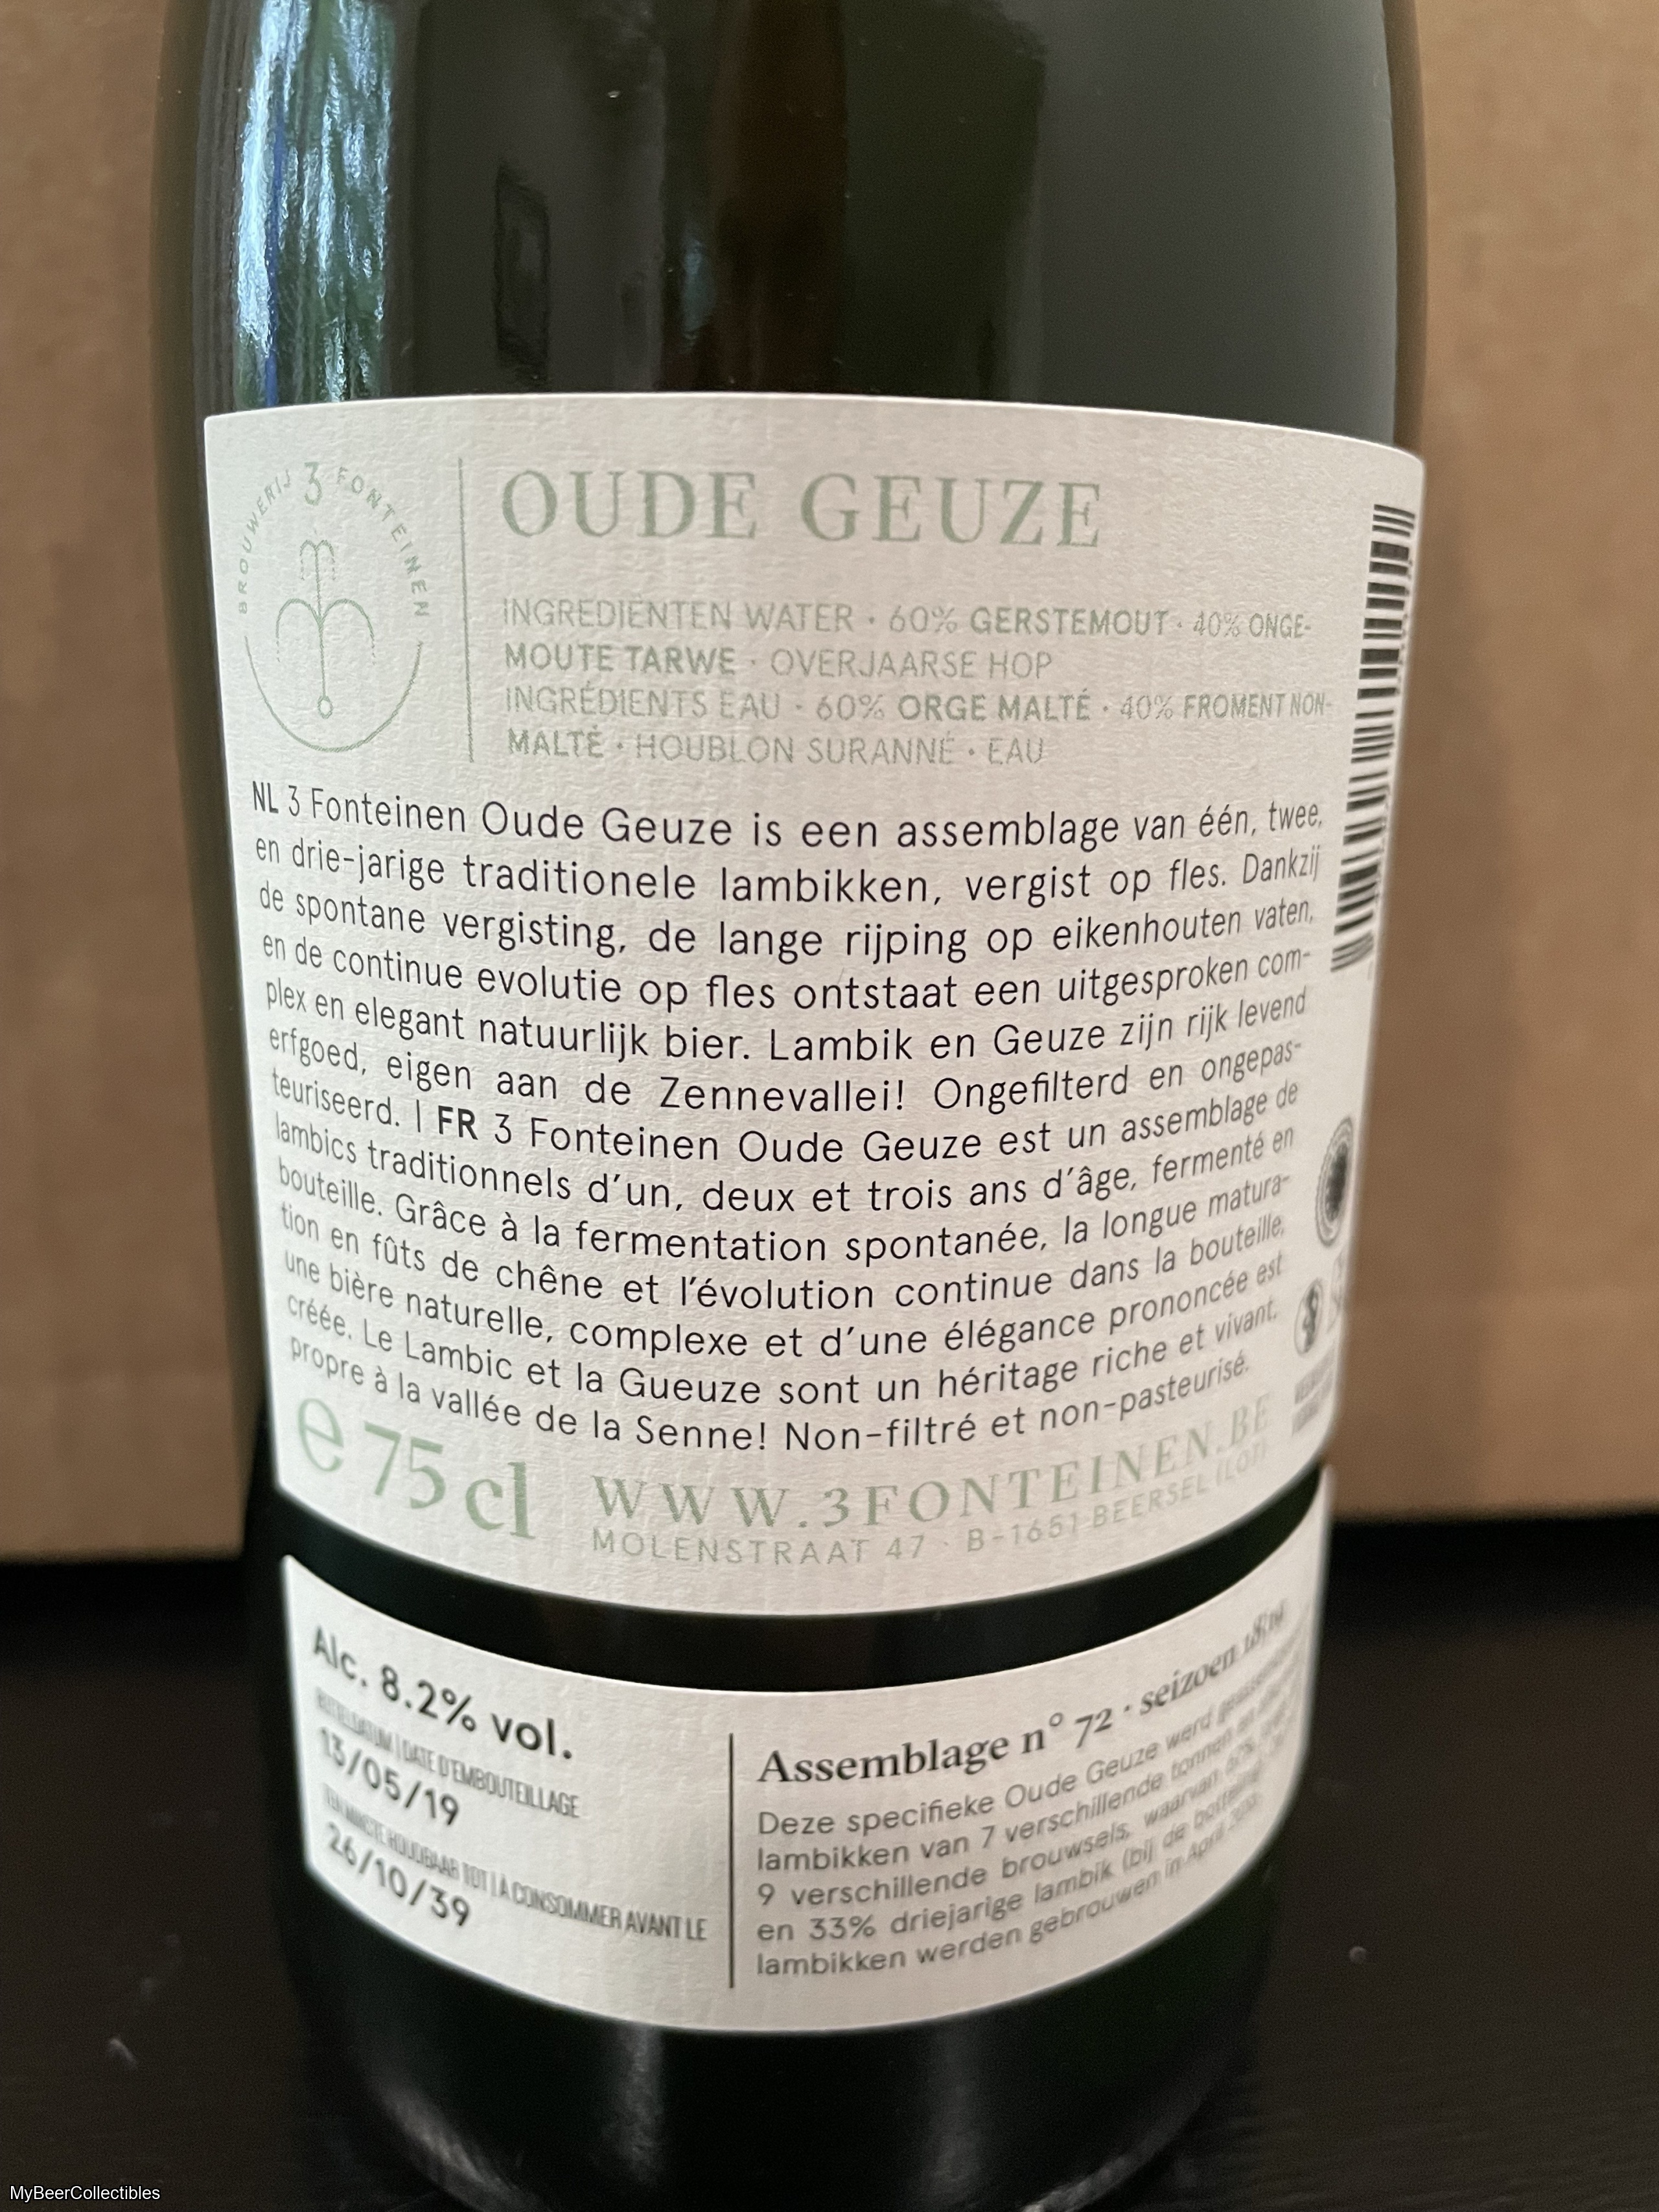 BROUWERIJ 3 FONTEINEN
OUDE GEUZE
INGREDIENTEN WATER · 60% GERSTEMOUT · 40% ONGE-
MOUTE TARWE · OVERJAARSE HOP
INGRÉDIENTS EAU · 60% ORGE MALTÉ · 40% FROMENT NON-
MALTÉ · HOUBLON SURANNÉ · EAU
NL 3 Fonteinen Oude Geuze is een assemblage van één, twee,
en drie-jarige traditionele lambikken, vergist op fles. Dankzij
de spontane vergisting, de lange rijping op eikenhouten vaten,
en de continue evolutie op fles ontstaat een uitgesproken com-
plex en elegant natuurlijk bier. Lambik en Geuze zijn rijk levend
erfgoed, eigen aan de Zennevallei! Ongefilterd en ongepas-
teuriseerd. | FR 3 Fonteinen Oude Geuze est un assemblage de
lambics traditionnels d'un, deux et trois ans d'âge, fermenté en
bouteille. Grâce à la fermentation spontanée, la longue matura-
tion en fûts de chêne et l'évolution continue dans la bouteille,
une bière naturelle, complexe et d'une élégance prononcée est
créée. Le Lambic et la Gueuze sont un héritage riche et vivant,
propre à la vallée de la Senne! Non-filtré et non-pasteurisé.
e 75 cl
WWW.3FONTEINEN.BE
MOLENSTRAAT 47 · B-1651 BEERSEL (LOT)
Alc. 8.2% vol.
BOTTELDATUM | DATE D'EMBOUTEILLAGE
13/05/19
TEN MINSTE HOUDBAAR TOT | À CONSOMMER AVANT LE
26/10/39
Assemblage n° 72 · seizoen 18|19
Deze specifieke Oude Geuze werd
lambikken van 7 verschillende tonnen en
9 verschillende brouwsels, waarvan
en 33% driejarige lambik (bij de
lambikken werden gebrouwen in April
MyBeerCollectibles